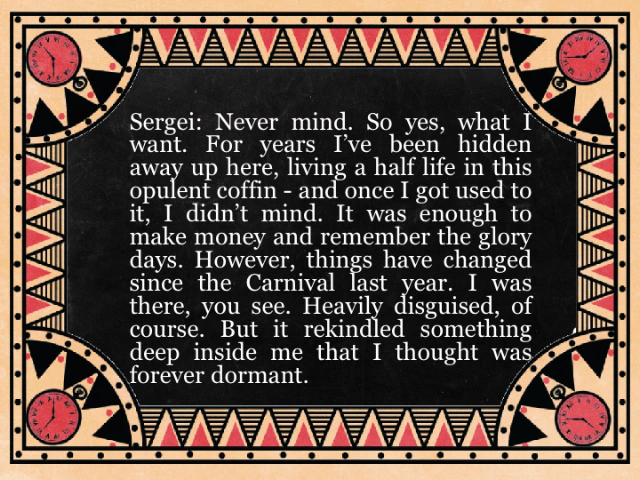 Sergei: Never mind. So yes, what I
want. For years I’ve been hidden
away up here, living a half life in this
opulent coffin - and once I got used to
it, I didn’t mind. It was enough to
make money and remember the glory
days. However, things have changed
since the Carnival last year. I was
there, you see. Heavily disguised, of
course. But it rekindled something
deep inside me that I thought was
forever dormant.